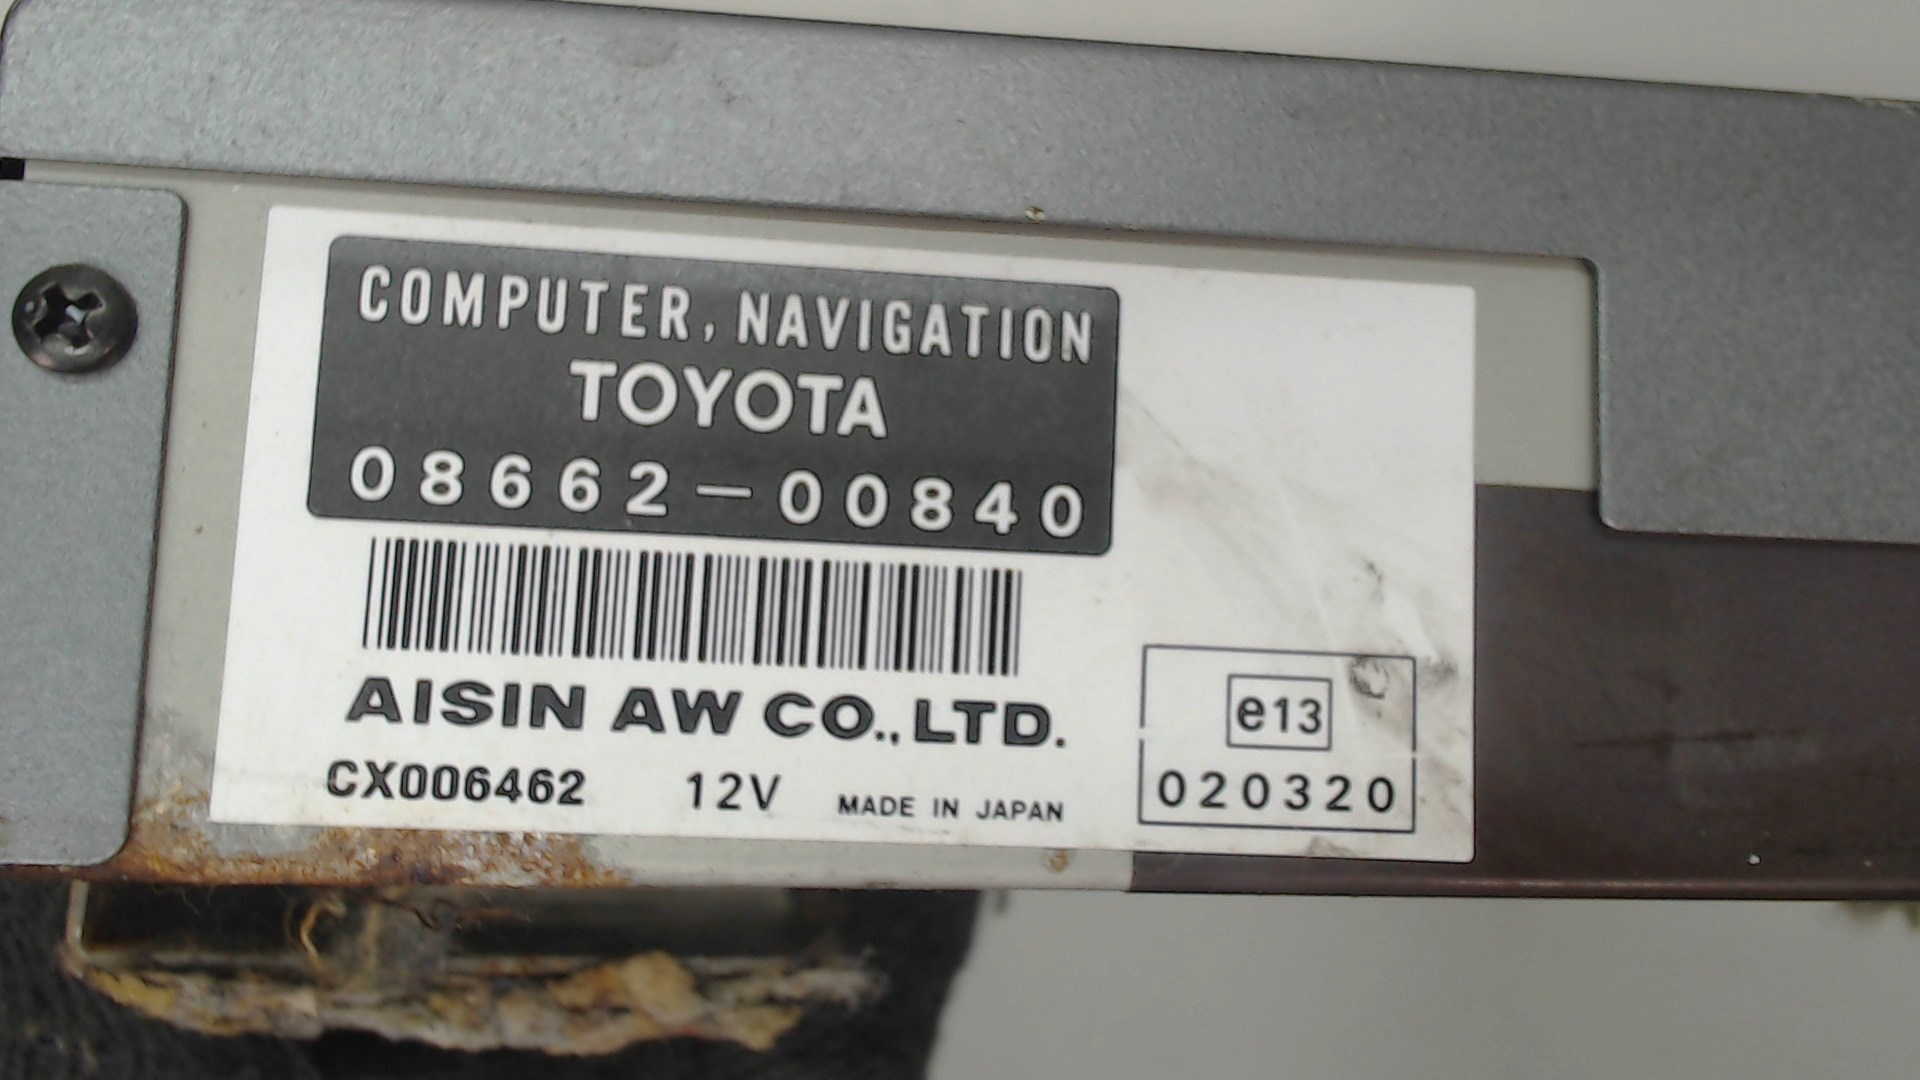 COMPUTER, NAVIGATION
TOYOTA
08662-00840
AISIN AW CO.,LTD.
CX006462 12V MADE IN JAPAN
e13
020320